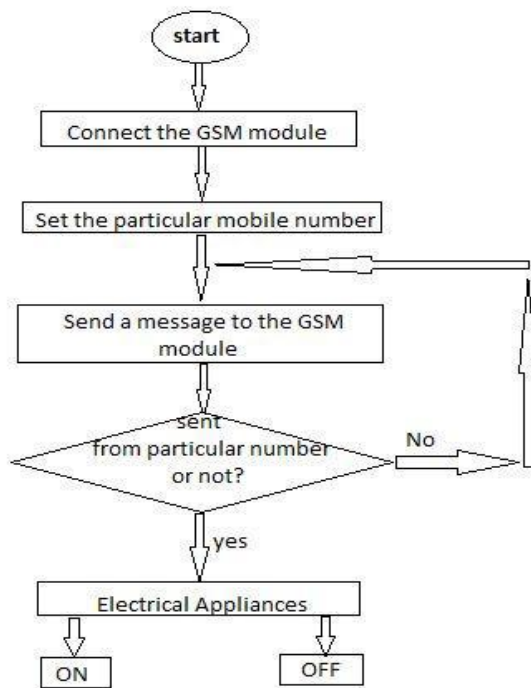 start
Connect the GSM module
Set the particular mobile number
Send a message to the GSM
module
sent
from particular number
or not?
No
yes
Electrical Appliances
ON
OFF